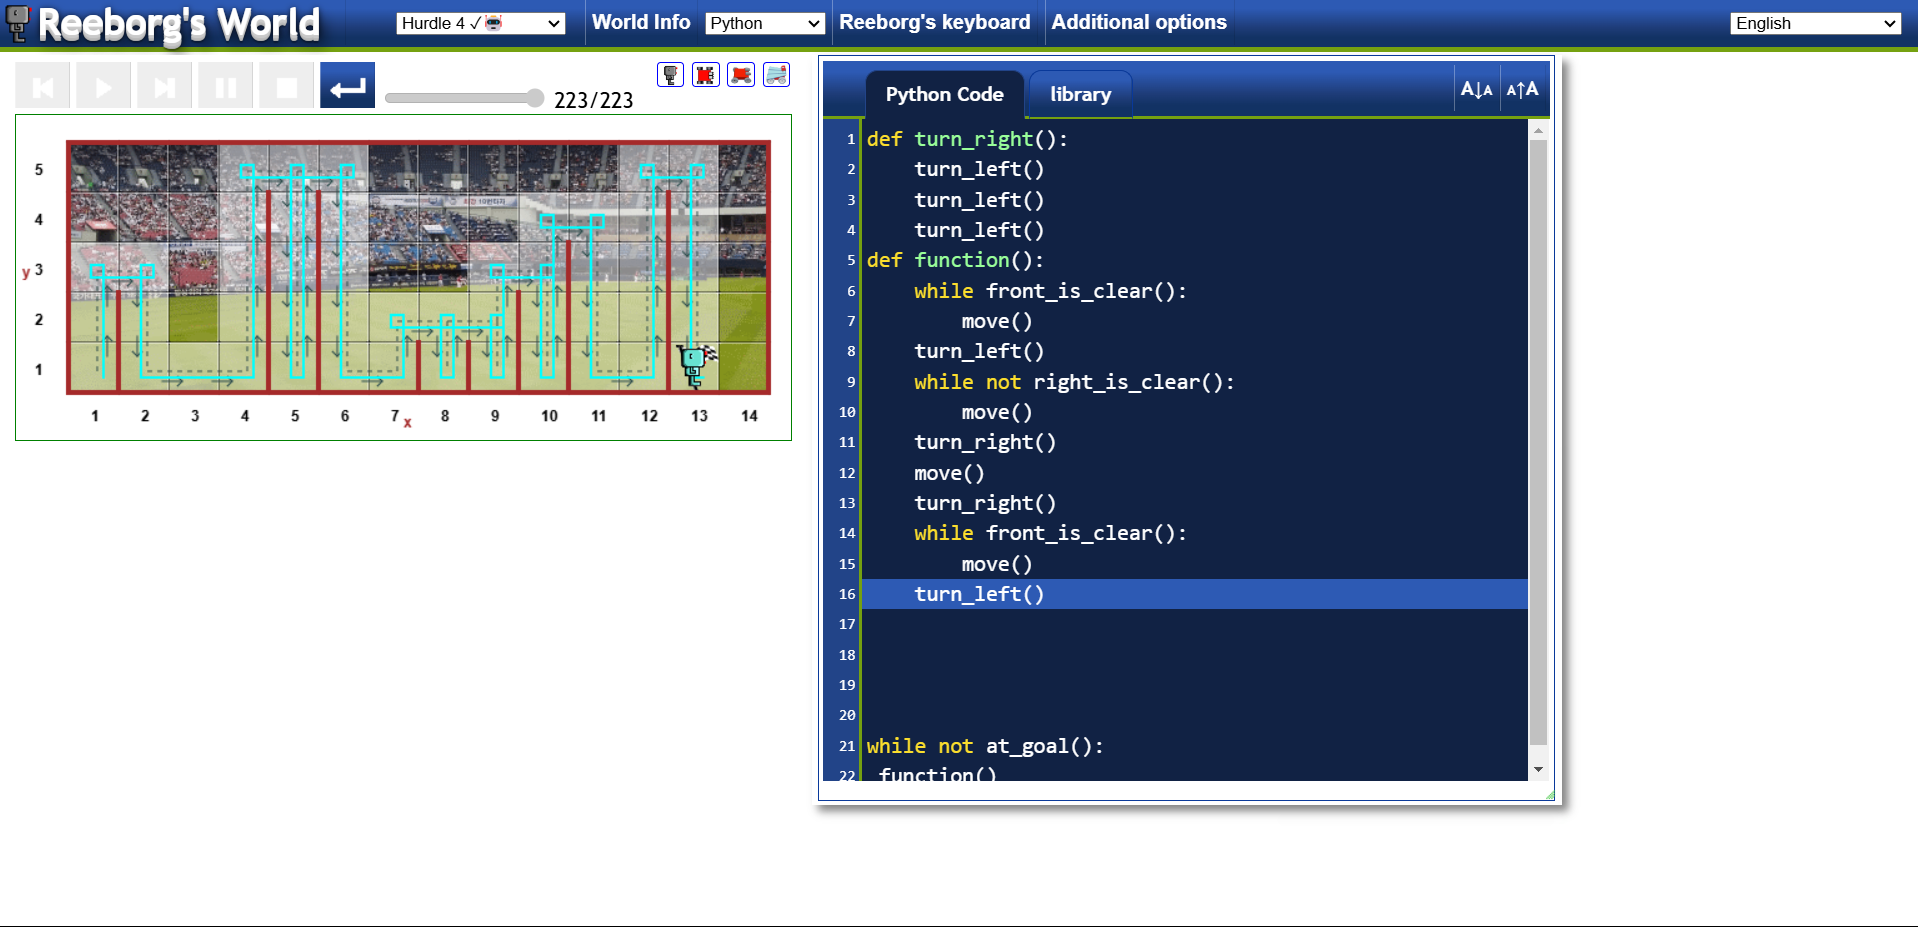 Reeborg's World
Hurdle 4 ✓🤖
World Info
Python
Reeborg's keyboard
Additional options
English
223/223
Python Code
library
A↓A
A↑A
5
4
y 3
2
1
1 2 3 4 5 6 7 8 9 10 11 12 13 14
x
1 def turn_right():
2     turn_left()
3     turn_left()
4     turn_left()
5 def function():
6     while front_is_clear():
7         move()
8     turn_left()
9     while not right_is_clear():
10         move()
11     turn_right()
12     move()
13     turn_right()
14     while front_is_clear():
15         move()
16     turn_left()
17
18
19
20
21 while not at_goal():
22  function()